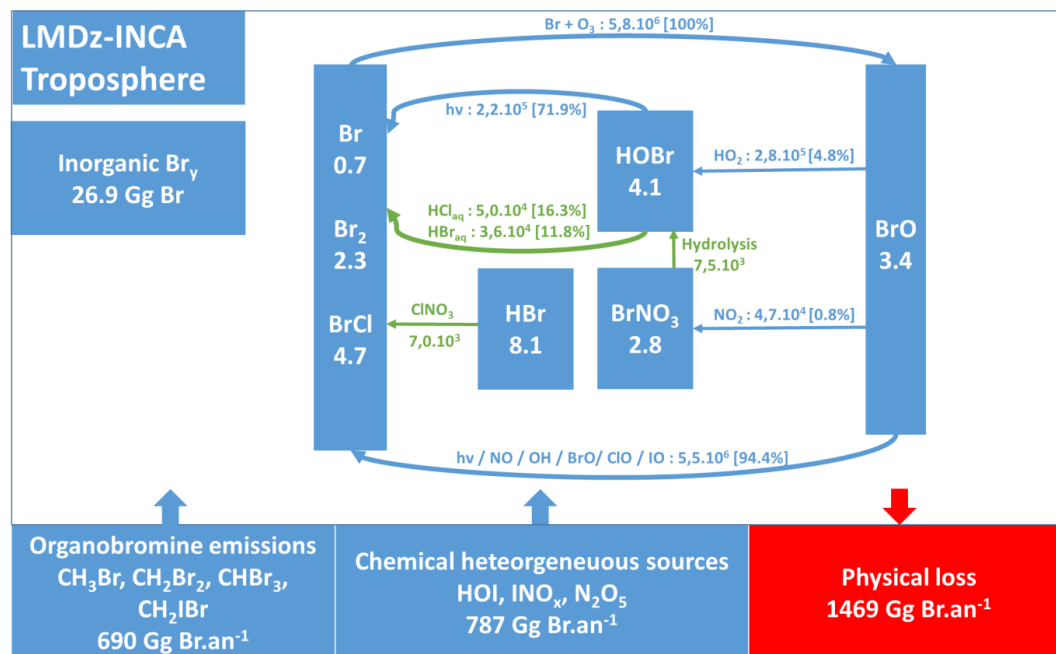 LMDz-INCA
Troposphere
Inorganic Brᵧ
26.9 Gg Br
Br + O₃ : 5,8.10⁶ [100%]
Br
0.7
Br₂
2.3
BrCl
4.7
hν : 2,2.10⁵ [71.9%]
HOBr
4.1
HO₂ : 2,8.10⁵ [4.8%]
HClₐq : 5,0.10⁴ [16.3%]
HBrₐq : 3,6.10⁴ [11.8%]
Hydrolysis
7,5.10³
BrO
3.4
ClNO₃
7,0.10³
HBr
8.1
BrNO₃
2.8
NO₂ : 4,7.10⁴ [0.8%]
hν / NO / OH / BrO/ ClO / IO : 5,5.10⁶ [94.4%]
Organobromine emissions
CH₃Br, CH₂Br₂, CHBr₃,
CH₂IBr
690 Gg Br.an⁻¹
Chemical heteorgeneuous sources
HOI, INOₓ, N₂O₅
787 Gg Br.an⁻¹
Physical loss
1469 Gg Br.an⁻¹